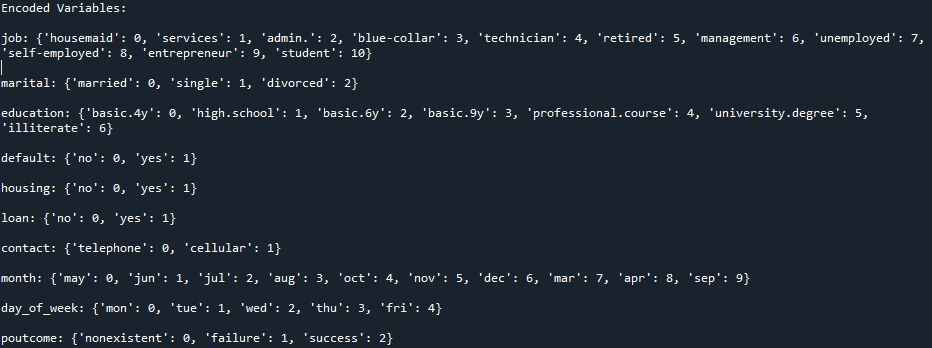 Encoded Variables:
job: {'housemaid': 0, 'services': 1, 'admin.': 2, 'blue-collar': 3, 'technician': 4, 'retired': 5, 'management': 6, 'unemployed': 7,
'self-employed': 8, 'entrepreneur': 9, 'student': 10}
marital: {'married': 0, 'single': 1, 'divorced': 2}
education: {'basic.4y': 0, 'high.school': 1, 'basic.6y': 2, 'basic.9y': 3, 'professional.course': 4, 'university.degree': 5,
'illiterate': 6}
default: {'no': 0, 'yes': 1}
housing: {'no': 0, 'yes': 1}
loan: {'no': 0, 'yes': 1}
contact: {'telephone': 0, 'cellular': 1}
month: {'may': 0, 'jun': 1, 'jul': 2, 'aug': 3, 'oct': 4, 'nov': 5, 'dec': 6, 'mar': 7, 'apr': 8, 'sep': 9}
day_of_week: {'mon': 0, 'tue': 1, 'wed': 2, 'thu': 3, 'fri': 4}
poutcome: {'nonexistent': 0, 'failure': 1, 'success': 2}